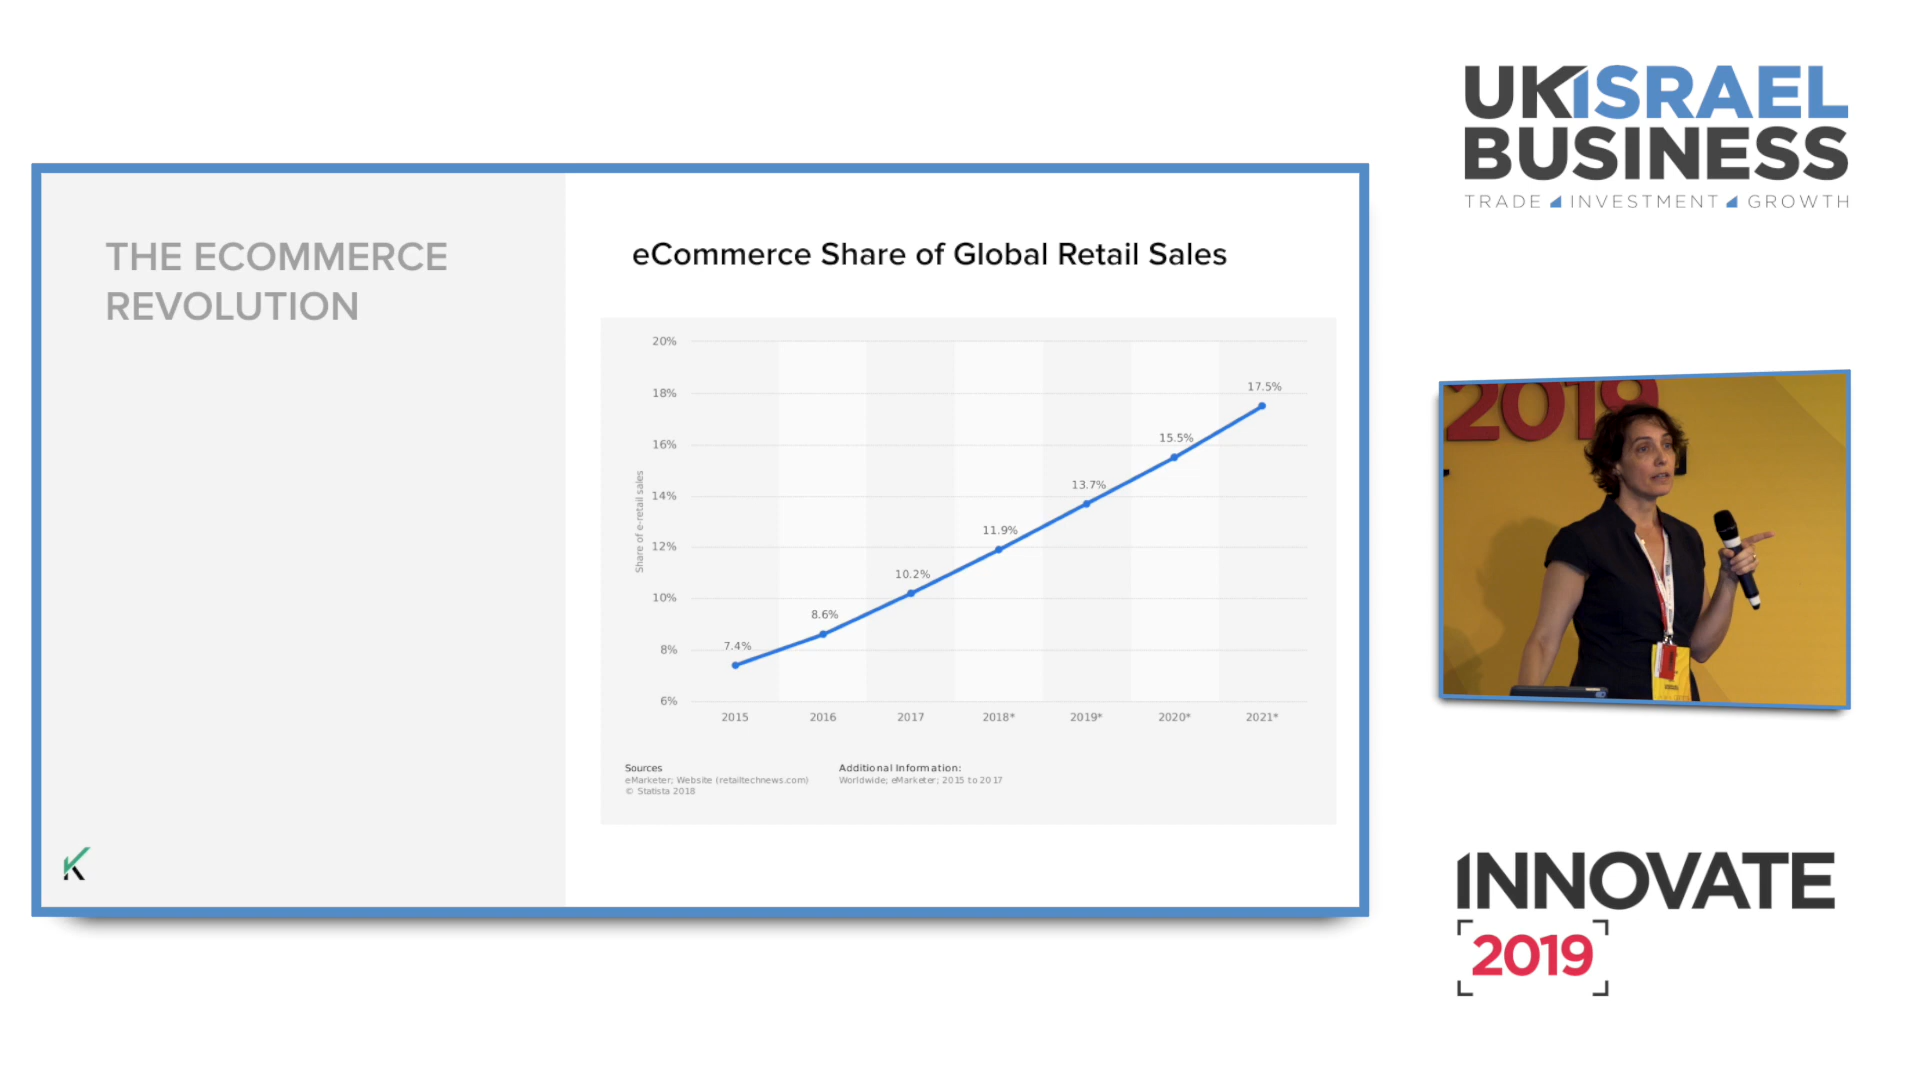 UKISRAEL
BUSINESS
TRADE INVESTMENT GROWTH
THE ECOMMERCE
REVOLUTION
eCommerce Share of Global Retail Sales
20%
18%
16%
14%
12%
10%
8%
6%
Share of e-retail sales
7.4%
8.6%
10.2%
11.9%
13.7%
15.5%
17.5%
2015 2016 2017 2018* 2019* 2020* 2021*
Sources
eMarketer; Website (retailtechnews.com)
© Statista 2018
Additional Information:
Worldwide; eMarketer; 2015 to 2017
K
2019
INNOVATE
2019